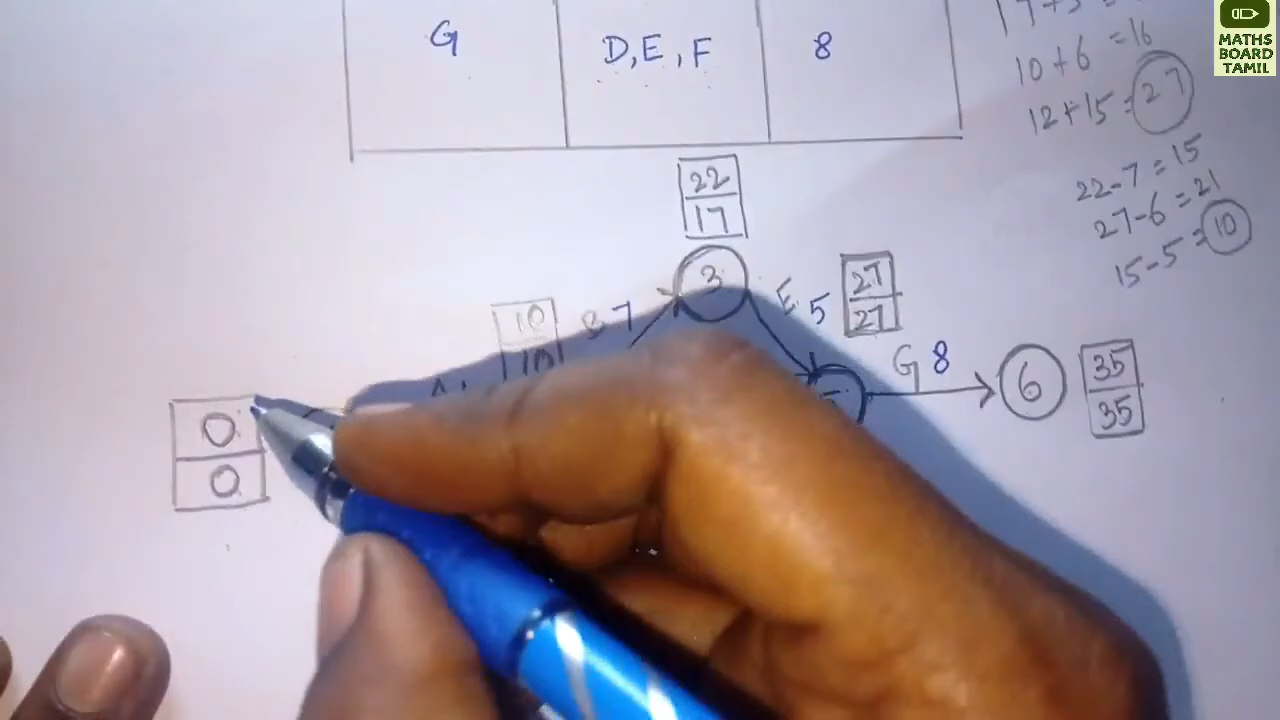 G D, E, F 8
10+6 =16
12+15=27
22-7=15
27-6=21
15-5=10
22
17
3
27
27
E 5
10
10
B 7
G 8
6
35
35
0
0
MATHS
BOARD
TAMIL